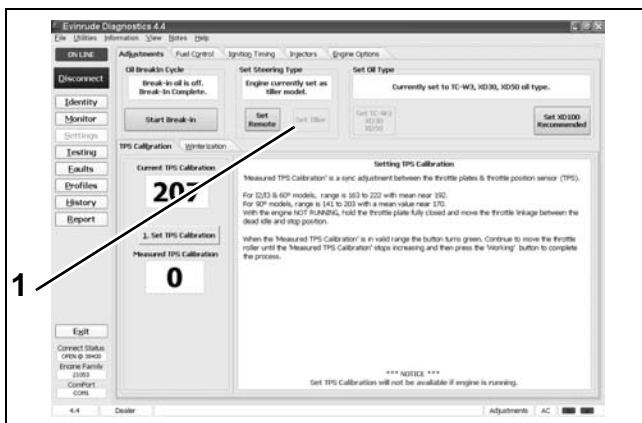 Evinrude Diagnostics 4.4
File Utilities Information View Notes Help
ON LINE
Disconnect
Identity
Monitor
Settings
Testing
Faults
Profiles
History
Report
Exit
Connect Status
OPEN @ 38400
Engine Family
21053
ComPort
COM1
Adjustments Fuel Control Ignition Timing Injectors Engine Options
Oil Breakin Cycle
Break-in oil is off.
Break-In Complete.
Start Break-in
Set Steering Type
Engine currently set as
tiller model.
Set
Remote
Set Tiller
Set Oil Type
Currently set to TC-W3, XD30, XD50 oil type.
Set TC-W3
XD30
XD50
Set XD100
Recommended
TPS Calibration Winterization
Current TPS Calibration
207
1. Set TPS Calibration
Measured TPS Calibration
0
Setting TPS Calibration
'Measured TPS Calibration' is a sync adjustment between the throttle plates & throttle position sensor (TPS).
For I2/I3 & 60° models, range is 163 to 222 with mean near 192.
For 90° models, range is 141 to 203 with a mean value near 170.
With the engine NOT RUNNING, hold the throttle plate fully closed and move the throttle linkage between the
dead idle and stop position.
When the 'Measured TPS Calibration' is in valid range the button turns green. Continue to move the throttle
roller until the 'Measured TPS Calibration' stops increasing and then press the 'Working' button to complete
the process.
*** NOTICE ***
Set TPS Calibration will not be available if engine is running.
4.4 Dealer Adjustments AC
1